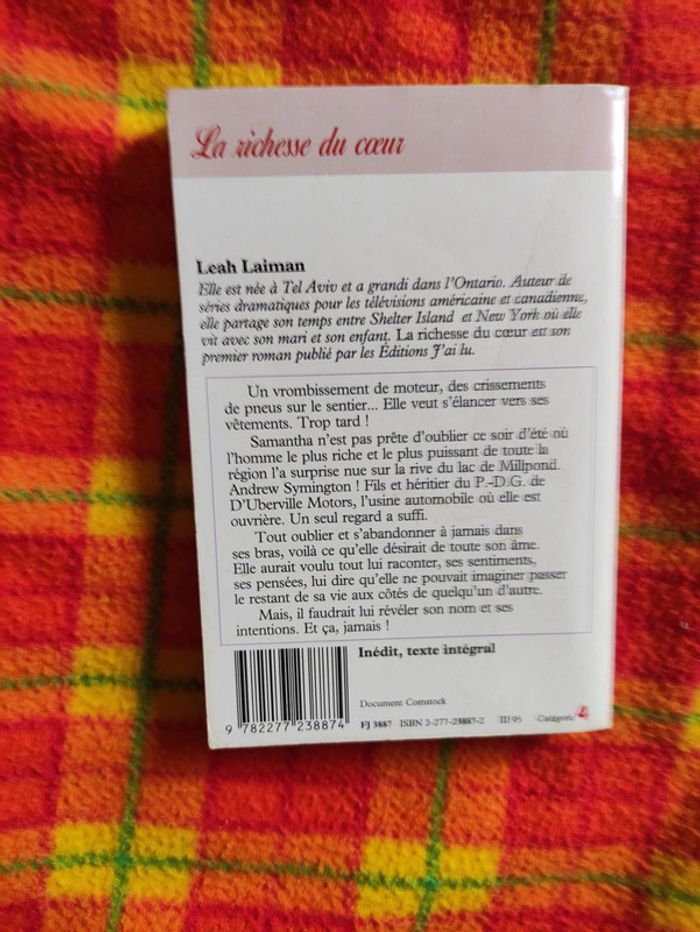 La richesse du cœur
Leah Laiman
Elle est née à Tel Aviv et a grandi dans l'Ontario. Auteur de
séries dramatiques pour les télévisions américaine et canadienne,
elle partage son temps entre Shelter Island et New York où elle
vit avec son mari et son enfant. La richesse du cœur est son
premier roman publié par les Éditions J'ai lu.
Un vrombissement de moteur, des crissements
de pneus sur le sentier... Elle veut s'élancer vers ses
vêtements. Trop tard !
Samantha n'est pas prête d'oublier ce soir d'été où
l'homme le plus riche et le plus puissant de toute la
région l'a surprise nue sur la rive du lac de Millpond.
Andrew Symington ! Fils et héritier du P.-D.G. de
D'Uberville Motors, l'usine automobile où elle est
ouvrière. Un seul regard a suffi.
Tout oublier et s'abandonner à jamais dans
ses bras, voilà ce qu'elle désirait de toute son âme.
Elle aurait voulu tout lui raconter, ses sentiments,
ses pensées, lui dire qu'elle ne pouvait imaginer passer
le restant de sa vie aux côtés de quelqu'un d'autre.
Mais, il faudrait lui révéler son nom et ses
intentions. Et ça, jamais !
Inédit, texte intégral
Document Comstock
9 782277 238874
FJ 3887 ISBN 2-277-23887-2 III/95 Catégorie 4